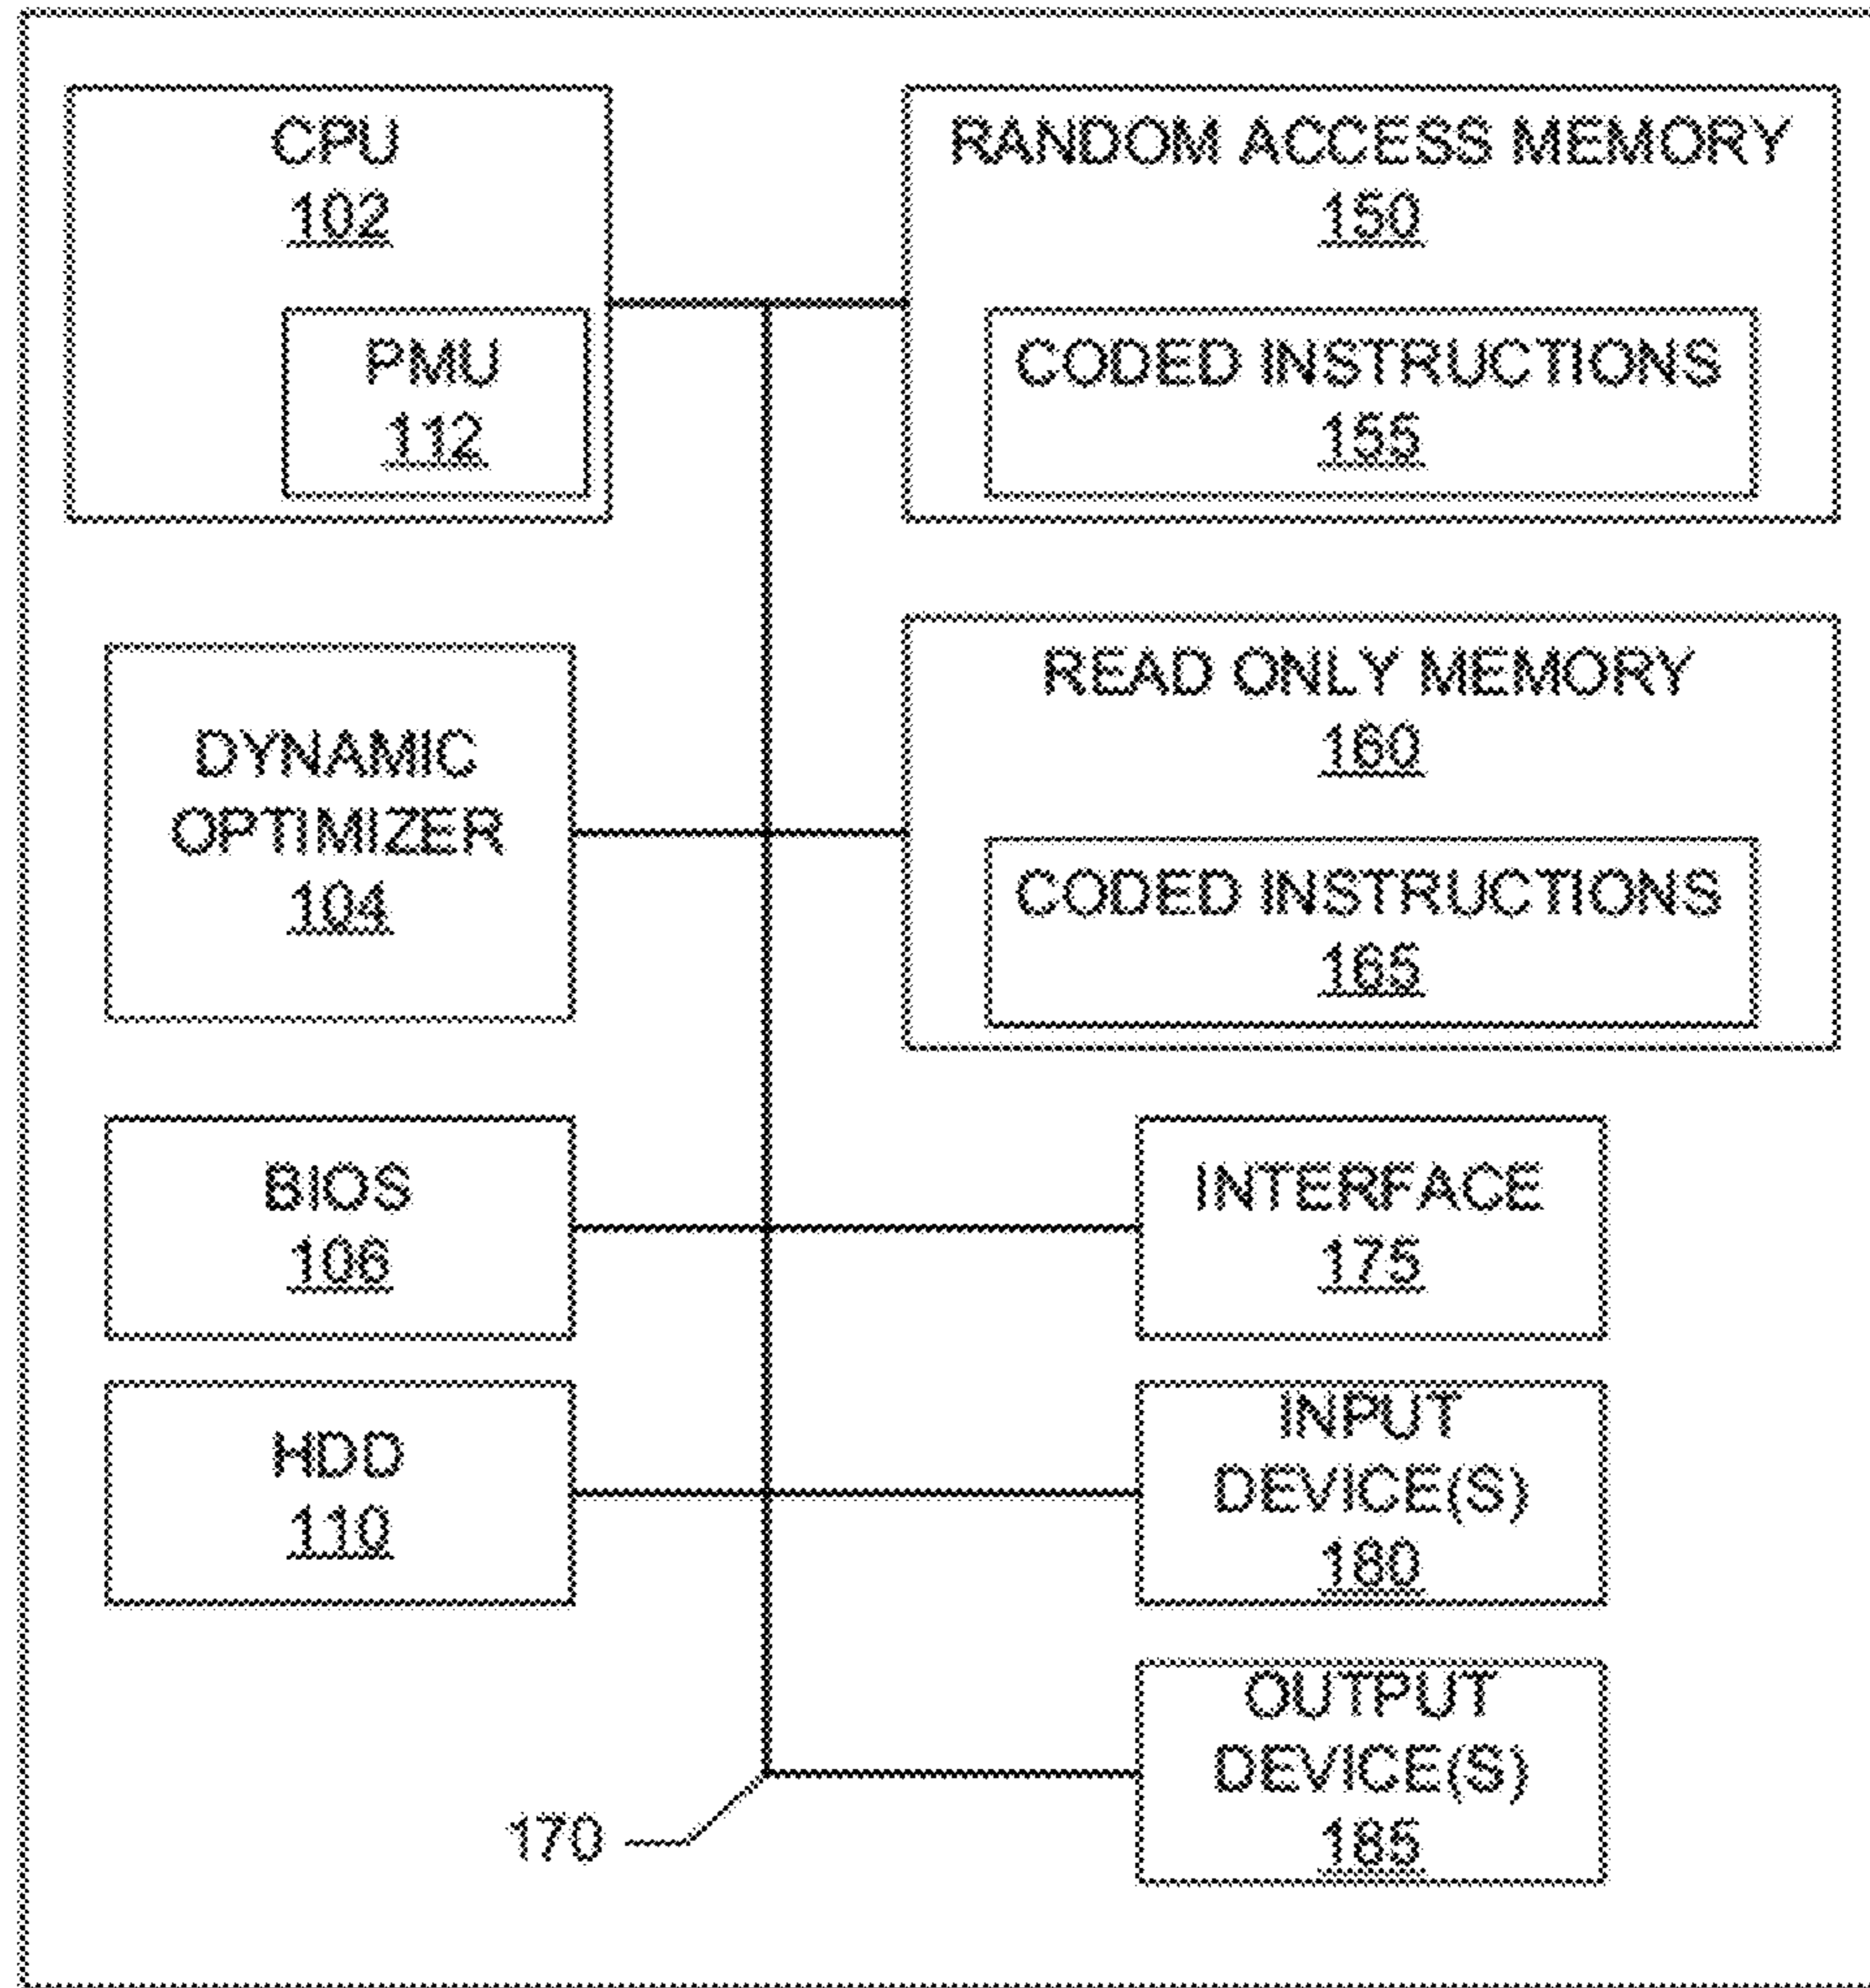 CPU
102
PMU
112
RANDOM ACCESS MEMORY
150
CODED INSTRUCTIONS
155
DYNAMIC
OPTIMIZER
104
READ ONLY MEMORY
160
CODED INSTRUCTIONS
165
BIOS
106
INTERFACE
175
HDD
110
INPUT
DEVICE(S)
180
OUTPUT
DEVICE(S)
185
170